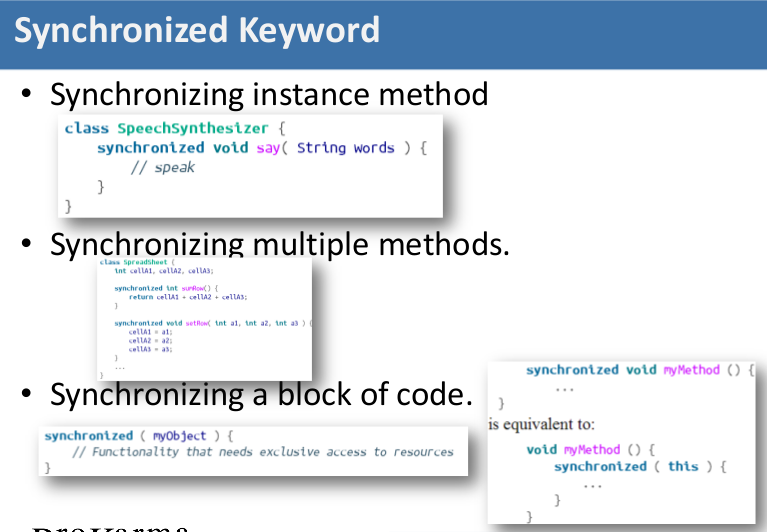 Synchronized Keyword
• Synchronizing instance method
class SpeechSynthesizer {
synchronized void say( String words ) {
// speak
}
}
• Synchronizing multiple methods.
class SpreadSheet {
int cellA1, cellA2, cellA3;
synchronized int sumRow() {
return cellA1 + cellA2 + cellA3;
}
synchronized void setRow( int a1, int a2, int a3 ) {
cellA1 = a1;
cellA2 = a2;
cellA3 = a3;
}
...
}
• Synchronizing a block of code.
synchronized ( myObject ) {
// Functionality that needs exclusive access to resources
}
synchronized void myMethod () {
...
}
is equivalent to:
void myMethod () {
synchronized ( this ) {
...
}
}